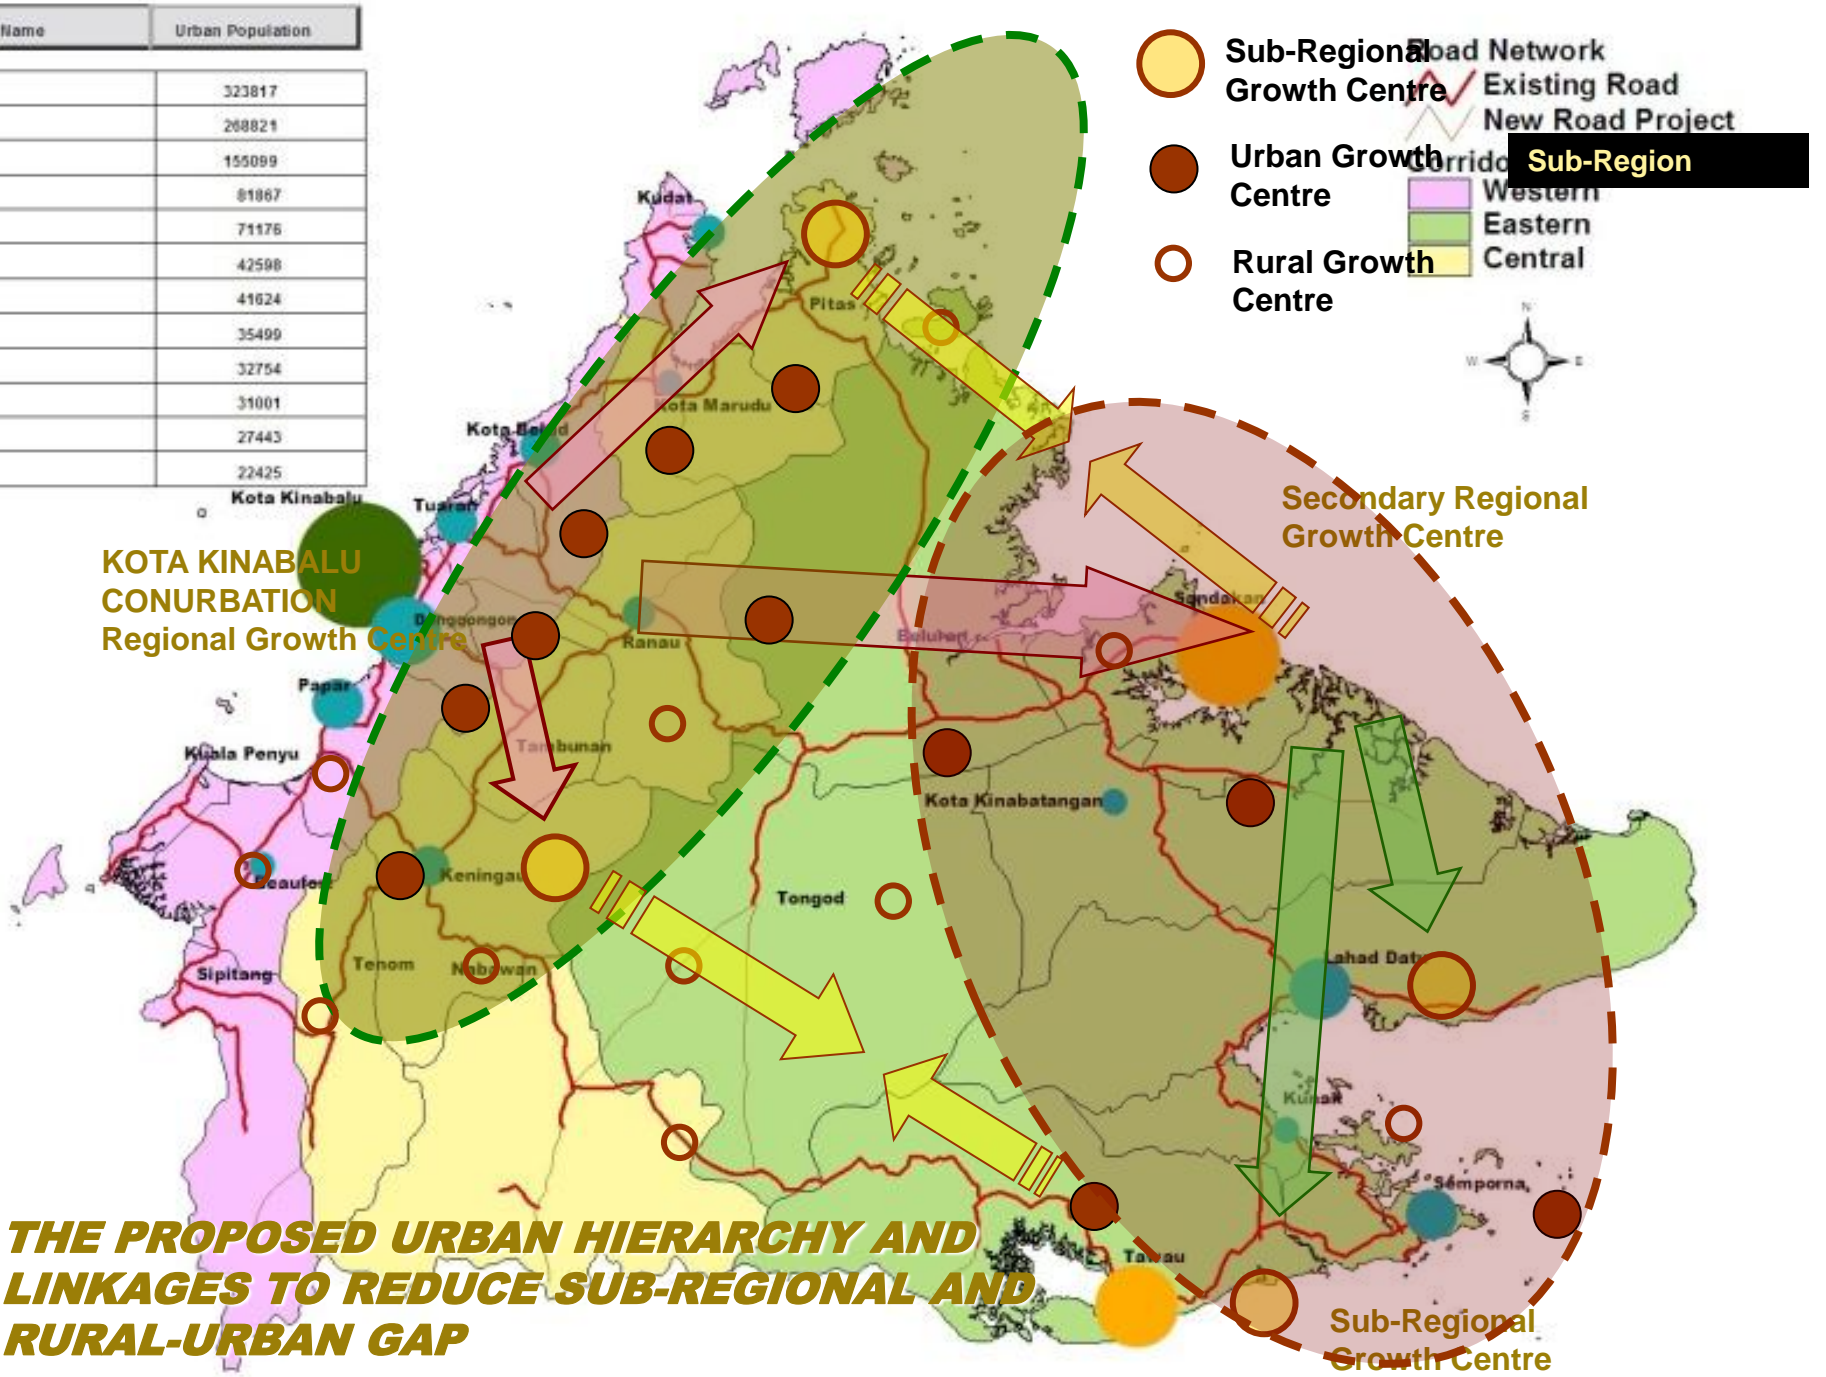 Name
Urban Population
323817
268821
155099
81867
71176
42598
41624
35499
32754
31001
27443
22425
Sub-Regional
Growth Centre
Urban Growth
Centre
Rural Growth
Centre
Road Network
Existing Road
New Road Project
Sub-Region
Western
Eastern
Central
N
W
E
S
Kudat
Pitas
Kota Marudu
Kota Belud
Kota Kinabalu
Tuaran
KOTA KINABALU
CONURBATION
Regional Growth Centre
Donggongon
Ranau
Beluran
Sandakan
Secondary Regional
Growth Centre
Papar
Kuala Penyu
Tambunan
Kota Kinabatangan
Beaufort
Keningau
Tongod
Sipitang
Tenom
Nabawan
Lahad Datu
Kunak
Semporna
Tawau
Sub-Regional
Growth Centre
THE PROPOSED URBAN HIERARCHY AND
LINKAGES TO REDUCE SUB-REGIONAL AND
RURAL-URBAN GAP